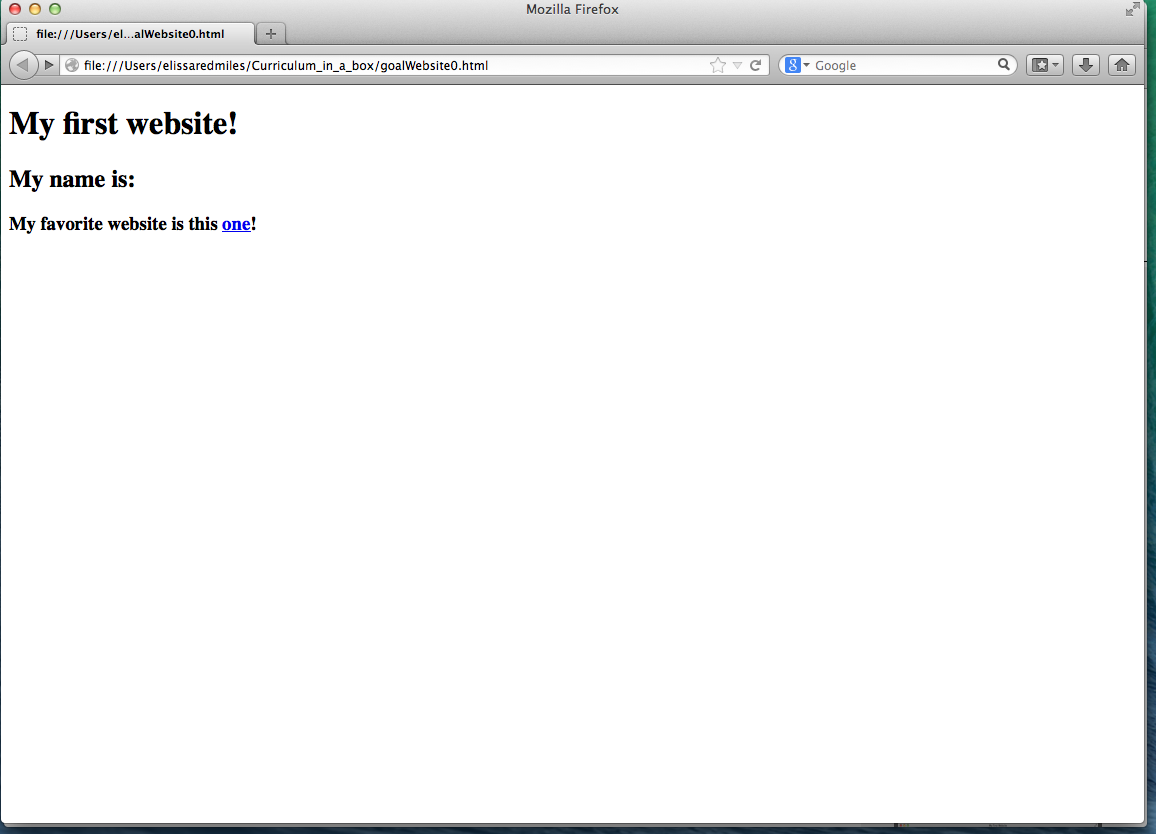 Mozilla Firefox
file:///Users/el...alWebsite0.html
file:///Users/elissaredmiles/Curriculum_in_a_box/goalWebsite0.html
8 Google
My first website!
My name is:
My favorite website is this one!